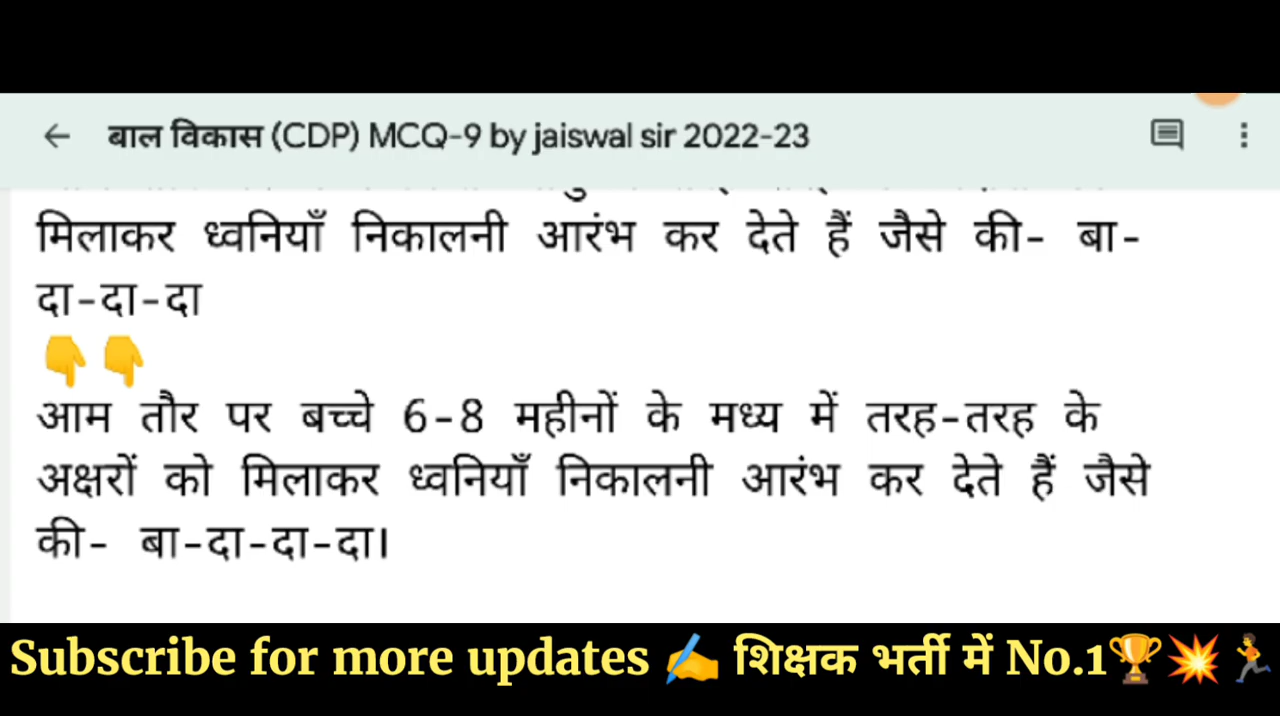 बाल विकास (CDP) MCQ-9 by jaiswal sir 2022-23
मिलाकर ध्वनियाँ निकालनी आरंभ कर देते हैं जैसे की- बा-
दा-दा-दा
👇👇
आम तौर पर बच्चे 6-8 महीनों के मध्य में तरह-तरह के
अक्षरों को मिलाकर ध्वनियाँ निकालनी आरंभ कर देते हैं जैसे
की- बा-दा-दा-दा।
Subscribe for more updates ✍️ शिक्षक भर्ती में No.1🏆💥🏃